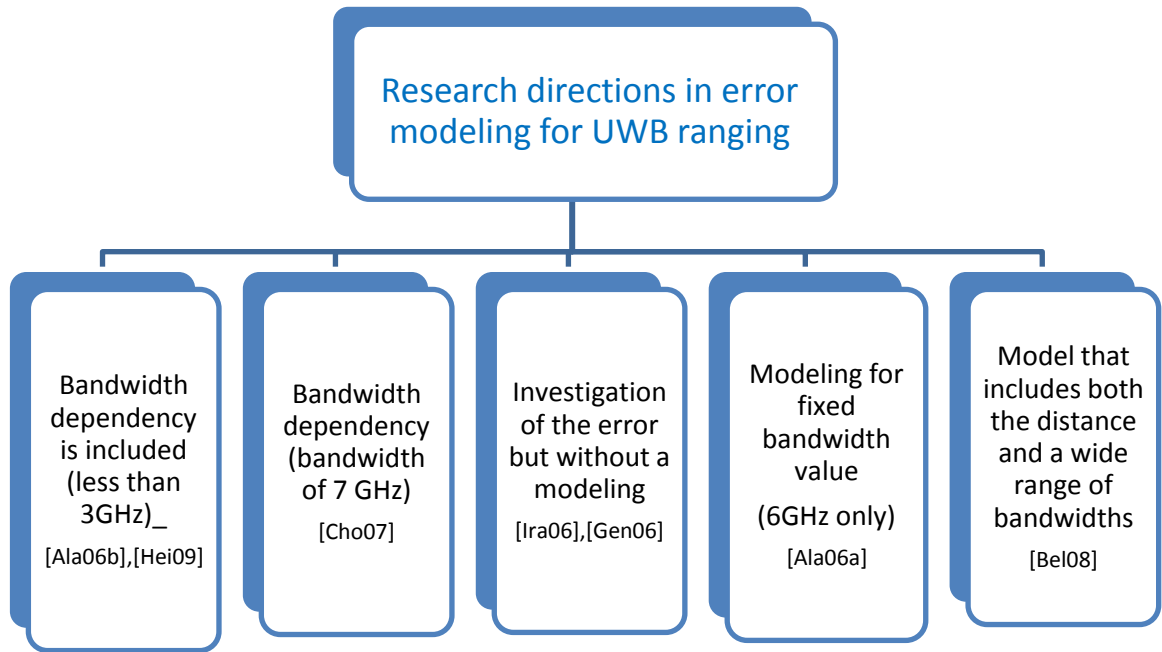 Research directions in error
modeling for UWB ranging
Bandwidth
dependency
is included
(less than
3GHz)_
[Ala06b],[Hei09]
Bandwidth
dependency
(bandwidth
of 7 GHz)
[Cho07]
Investigation
of the error
but without a
modeling
[Ira06],[Gen06]
Modeling for
fixed
bandwidth
value
(6GHz only)
[Ala06a]
Model that
includes both
the distance
and a wide
range of
bandwidths
[Bel08]